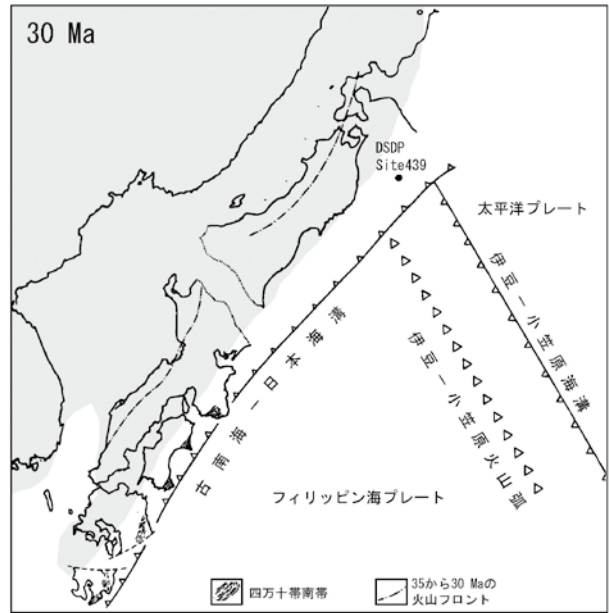 30 Ma
DSDP
Site439
太平洋プレート
伊豆－小笠原海溝
伊豆－小笠原火山弧
古南海－日本海溝
フィリッピン海プレート
四万十帯南帯
35から30 Maの
火山フロント